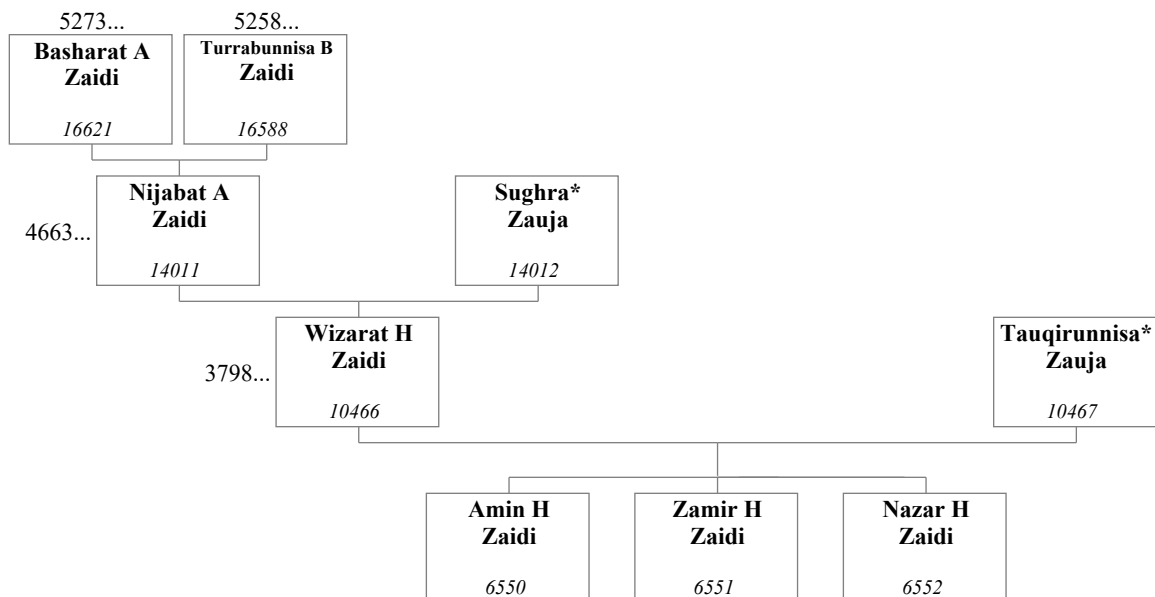 5273...
5258...
Basharat A
Zaidi
16621
Turrabunnisa B
Zaidi
16588
4663...
Nijabat A
Zaidi
14011
Sughra*
Zauja
14012
3798...
Wizarat H
Zaidi
10466
Tauqirunnisa*
Zauja
10467
Amin H
Zaidi
6550
Zamir H
Zaidi
6551
Nazar H
Zaidi
6552